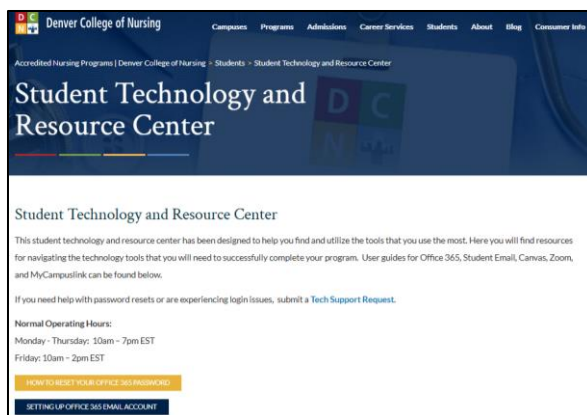 D C
N
Denver College of Nursing
Campuses Programs Admissions Career Services Students About Blog Consumer Info
Accredited Nursing Programs | Denver College of Nursing > Students > Student Technology and Resource Center
Student Technology and
Resource Center
D C
N
Student Technology and Resource Center
This student technology and resource center has been designed to help you find and utilize the tools that you use the most. Here you will find resources
for navigating the technology tools that you will need to successfully complete your program. User guides for Office 365, Student Email, Canvas, Zoom,
and MyCampuslink can be found below.
If you need help with password resets or are experiencing login issues, submit a Tech Support Request.
Normal Operating Hours:
Monday - Thursday: 10am – 7pm EST
Friday: 10am – 2pm EST
HOW TO RESET YOUR OFFICE 365 PASSWORD
SETTING UP OFFICE 365 EMAIL ACCOUNT